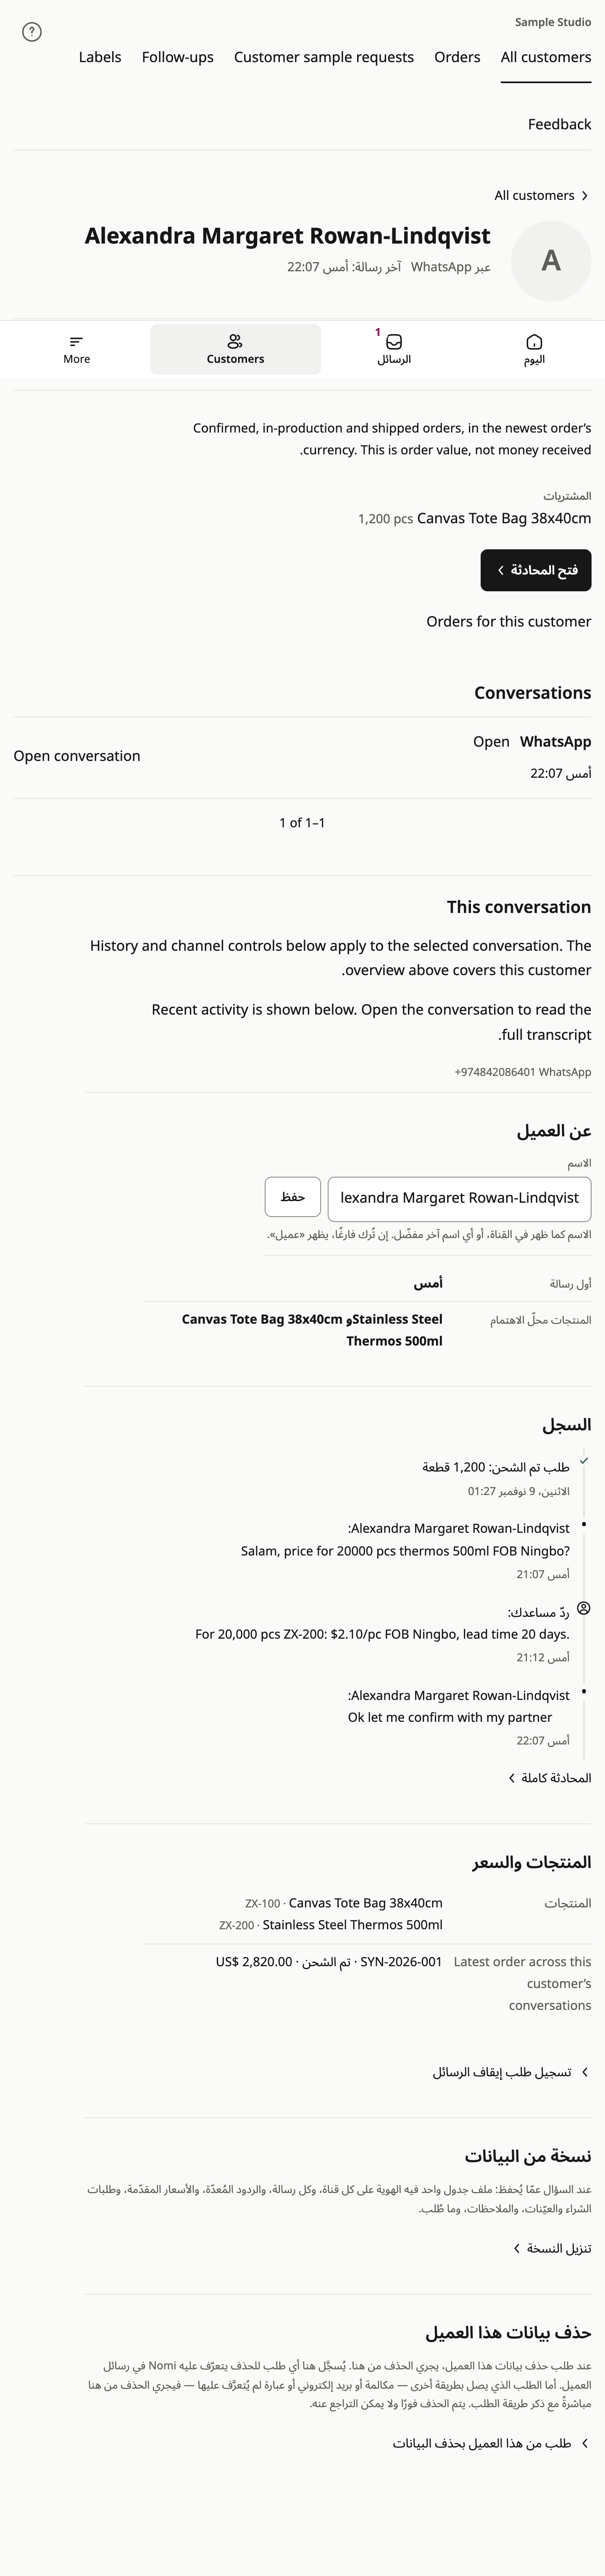 Sample Studio
All customers
Orders
Customer sample requests
Follow-ups
Labels
Feedback
All customers
A
Alexandra Margaret Rowan-Lindqvist
عبر WhatsApp آخر رسالة: أمس 22:07
اليوم
1
الرسائل
Customers
More
Confirmed, in-production and shipped orders, in the newest order's
currency. This is order value, not money received.
المشتريات
Canvas Tote Bag 38x40cm 1,200 pcs
فتح المحادثة
Orders for this customer
Conversations
WhatsApp Open
أمس 22:07
Open conversation
1 of 1–1
This conversation
History and channel controls below apply to the selected conversation. The
overview above covers this customer.
Recent activity is shown below. Open the conversation to read the
full transcript.
+974842086401 WhatsApp
عن العميل
الاسم
lexandra Margaret Rowan-Lindqvist
حفظ
الاسم كما ظهر في القناة، أو أي اسم آخر مفضّل. إن تُرك فارغًا، يظهر «عميل».
أول رسالة
أمس
المنتجات محلّ الاهتمام
Canvas Tote Bag 38x40cm وStainless Steel
Thermos 500ml
السجل
طلب تم الشحن: 1,200 قطعة
الاثنين، 9 نوفمبر 01:27
Alexandra Margaret Rowan-Lindqvist:
Salam, price for 20000 pcs thermos 500ml FOB Ningbo?
أمس 21:07
ردّ مساعدك:
For 20,000 pcs ZX-200: $2.10/pc FOB Ningbo, lead time 20 days.
أمس 21:12
Alexandra Margaret Rowan-Lindqvist:
Ok let me confirm with my partner
أمس 22:07
المحادثة كاملة
المنتجات والسعر
المنتجات
Canvas Tote Bag 38x40cm · ZX-100
Stainless Steel Thermos 500ml · ZX-200
Latest order across this
customer's
conversations
SYN-2026-001 · تم الشحن · US$ 2,820.00
تسجيل طلب إيقاف الرسائل
نسخة من البيانات
عند السؤال عمّا يُحفظ: ملف جدول واحد فيه الهوية على كل قناة، وكل رسالة، والردود المُعدّة، والأسعار المقدّمة، وطلبات
الشراء والعيّنات، والملاحظات، وما طُلب.
تنزيل النسخة
حذف بيانات هذا العميل
عند طلب حذف بيانات هذا العميل، يجري الحذف من هنا. يُسجَّل هنا أي طلب للحذف يتعرّف عليه Nomi في رسائل
العميل. أما الطلب الذي يصل بطريقة أخرى — مكالمة أو بريد إلكتروني أو عبارة لم يُتعرَّف عليها — فيجري الحذف من هنا
مباشرةً مع ذكر طريقة الطلب. يتم الحذف فورًا ولا يمكن التراجع عنه.
طلب من هذا العميل بحذف البيانات